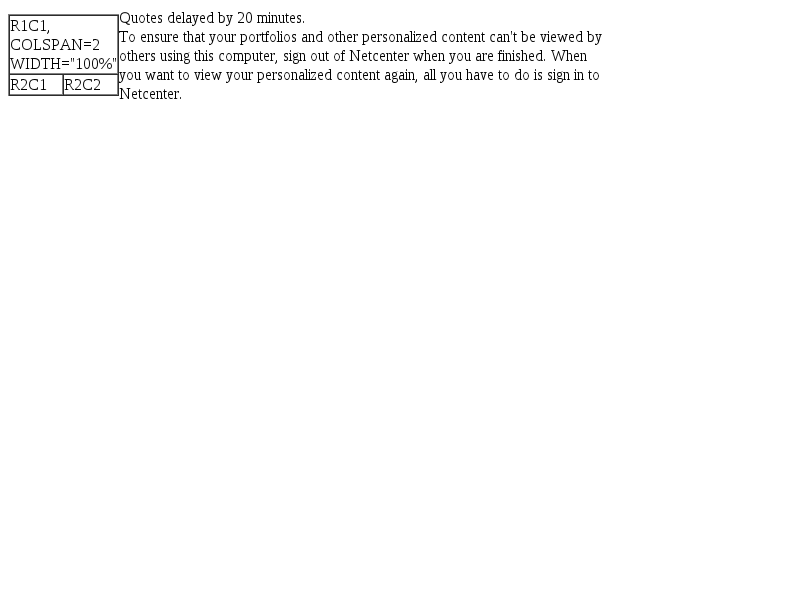 R1C1,
COLSPAN=2
WIDTH="100%"
R2C1 R2C2
Quotes delayed by 20 minutes.
To ensure that your portfolios and other personalized content can't be viewed by
others using this computer, sign out of Netcenter when you are finished. When
you want to view your personalized content again, all you have to do is sign in to
Netcenter.